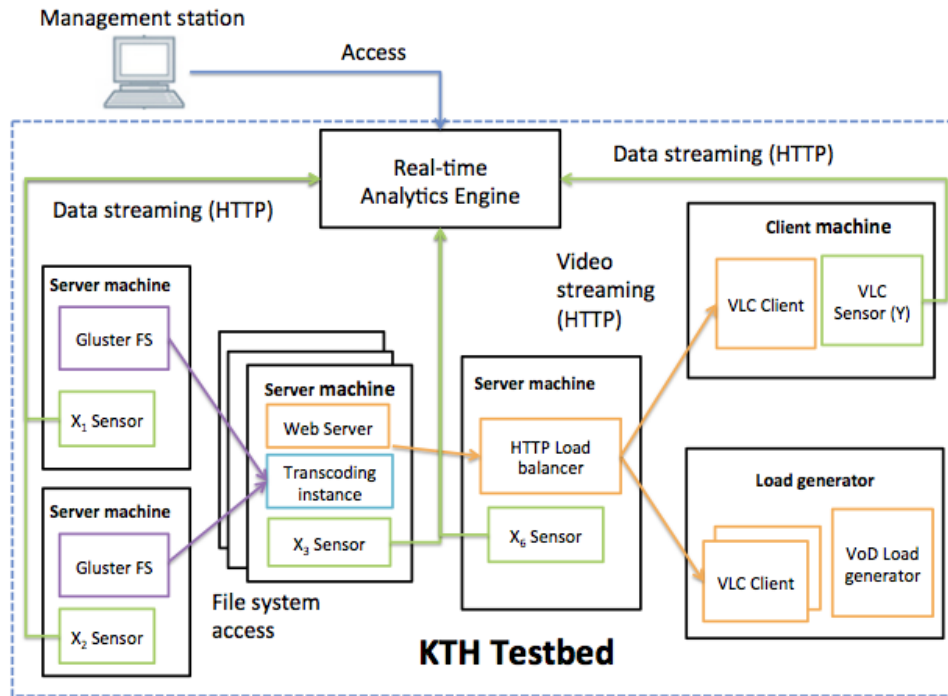 Management station
Access
Real-time
Analytics Engine
Data streaming (HTTP)
Data streaming (HTTP)
Server machine
Gluster FS
X1 Sensor
Server machine
Gluster FS
X2 Sensor
Server machine
Web Server
Transcoding
instance
X3 Sensor
File system
access
Video
streaming
(HTTP)
Server machine
HTTP Load
balancer
X6 Sensor
Client machine
VLC Client
VLC
Sensor (Y)
Load generator
VLC Client
VoD Load
generator
KTH Testbed